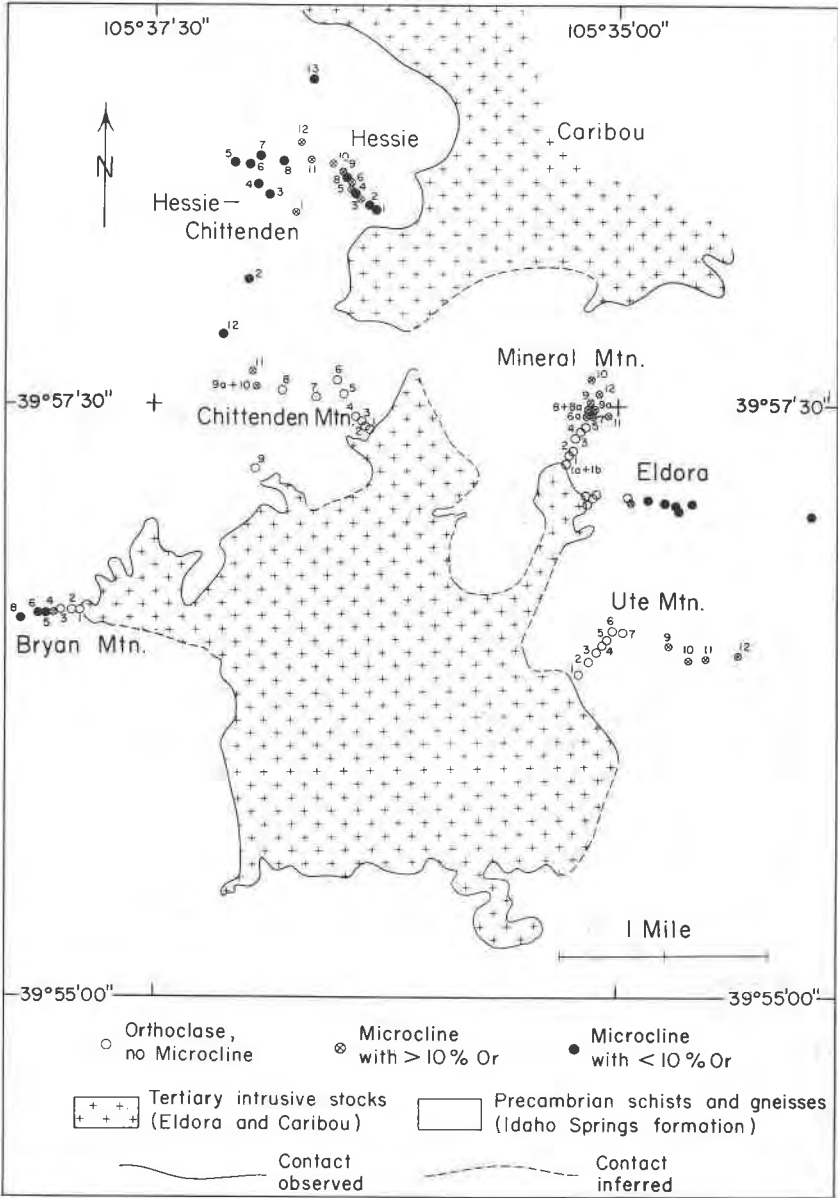 105°37'30"
105°35'00"
N
13
12
Hessie
Caribou
5
7
6
8
11
10
9
8
6
5
4
3
2
1
4
3
Hessie—
Chittenden
1
2
12
11
9a+10
8
7
6
5
4
3
2
1
Chittenden Mtn.
9
Mineral Mtn.
10
9
12
8+8a
9a
6a
7
11
5
4
3
2
1
1a+1b
39°57'30"
39°57'30"
Eldora
8
6
5
4
3
2
1
Bryan Mtn.
Ute Mtn.
1
2
3
4
5
6
7
9
10
11
12
1 Mile
39°55'00"
39°55'00"
Orthoclase,
no Microcline
Microcline
with > 10 % Or
Microcline
with < 10 % Or
Tertiary intrusive stocks
(Eldora and Caribou)
Precambrian schists and gneisses
(Idaho Springs formation)
Contact
observed
Contact
inferred